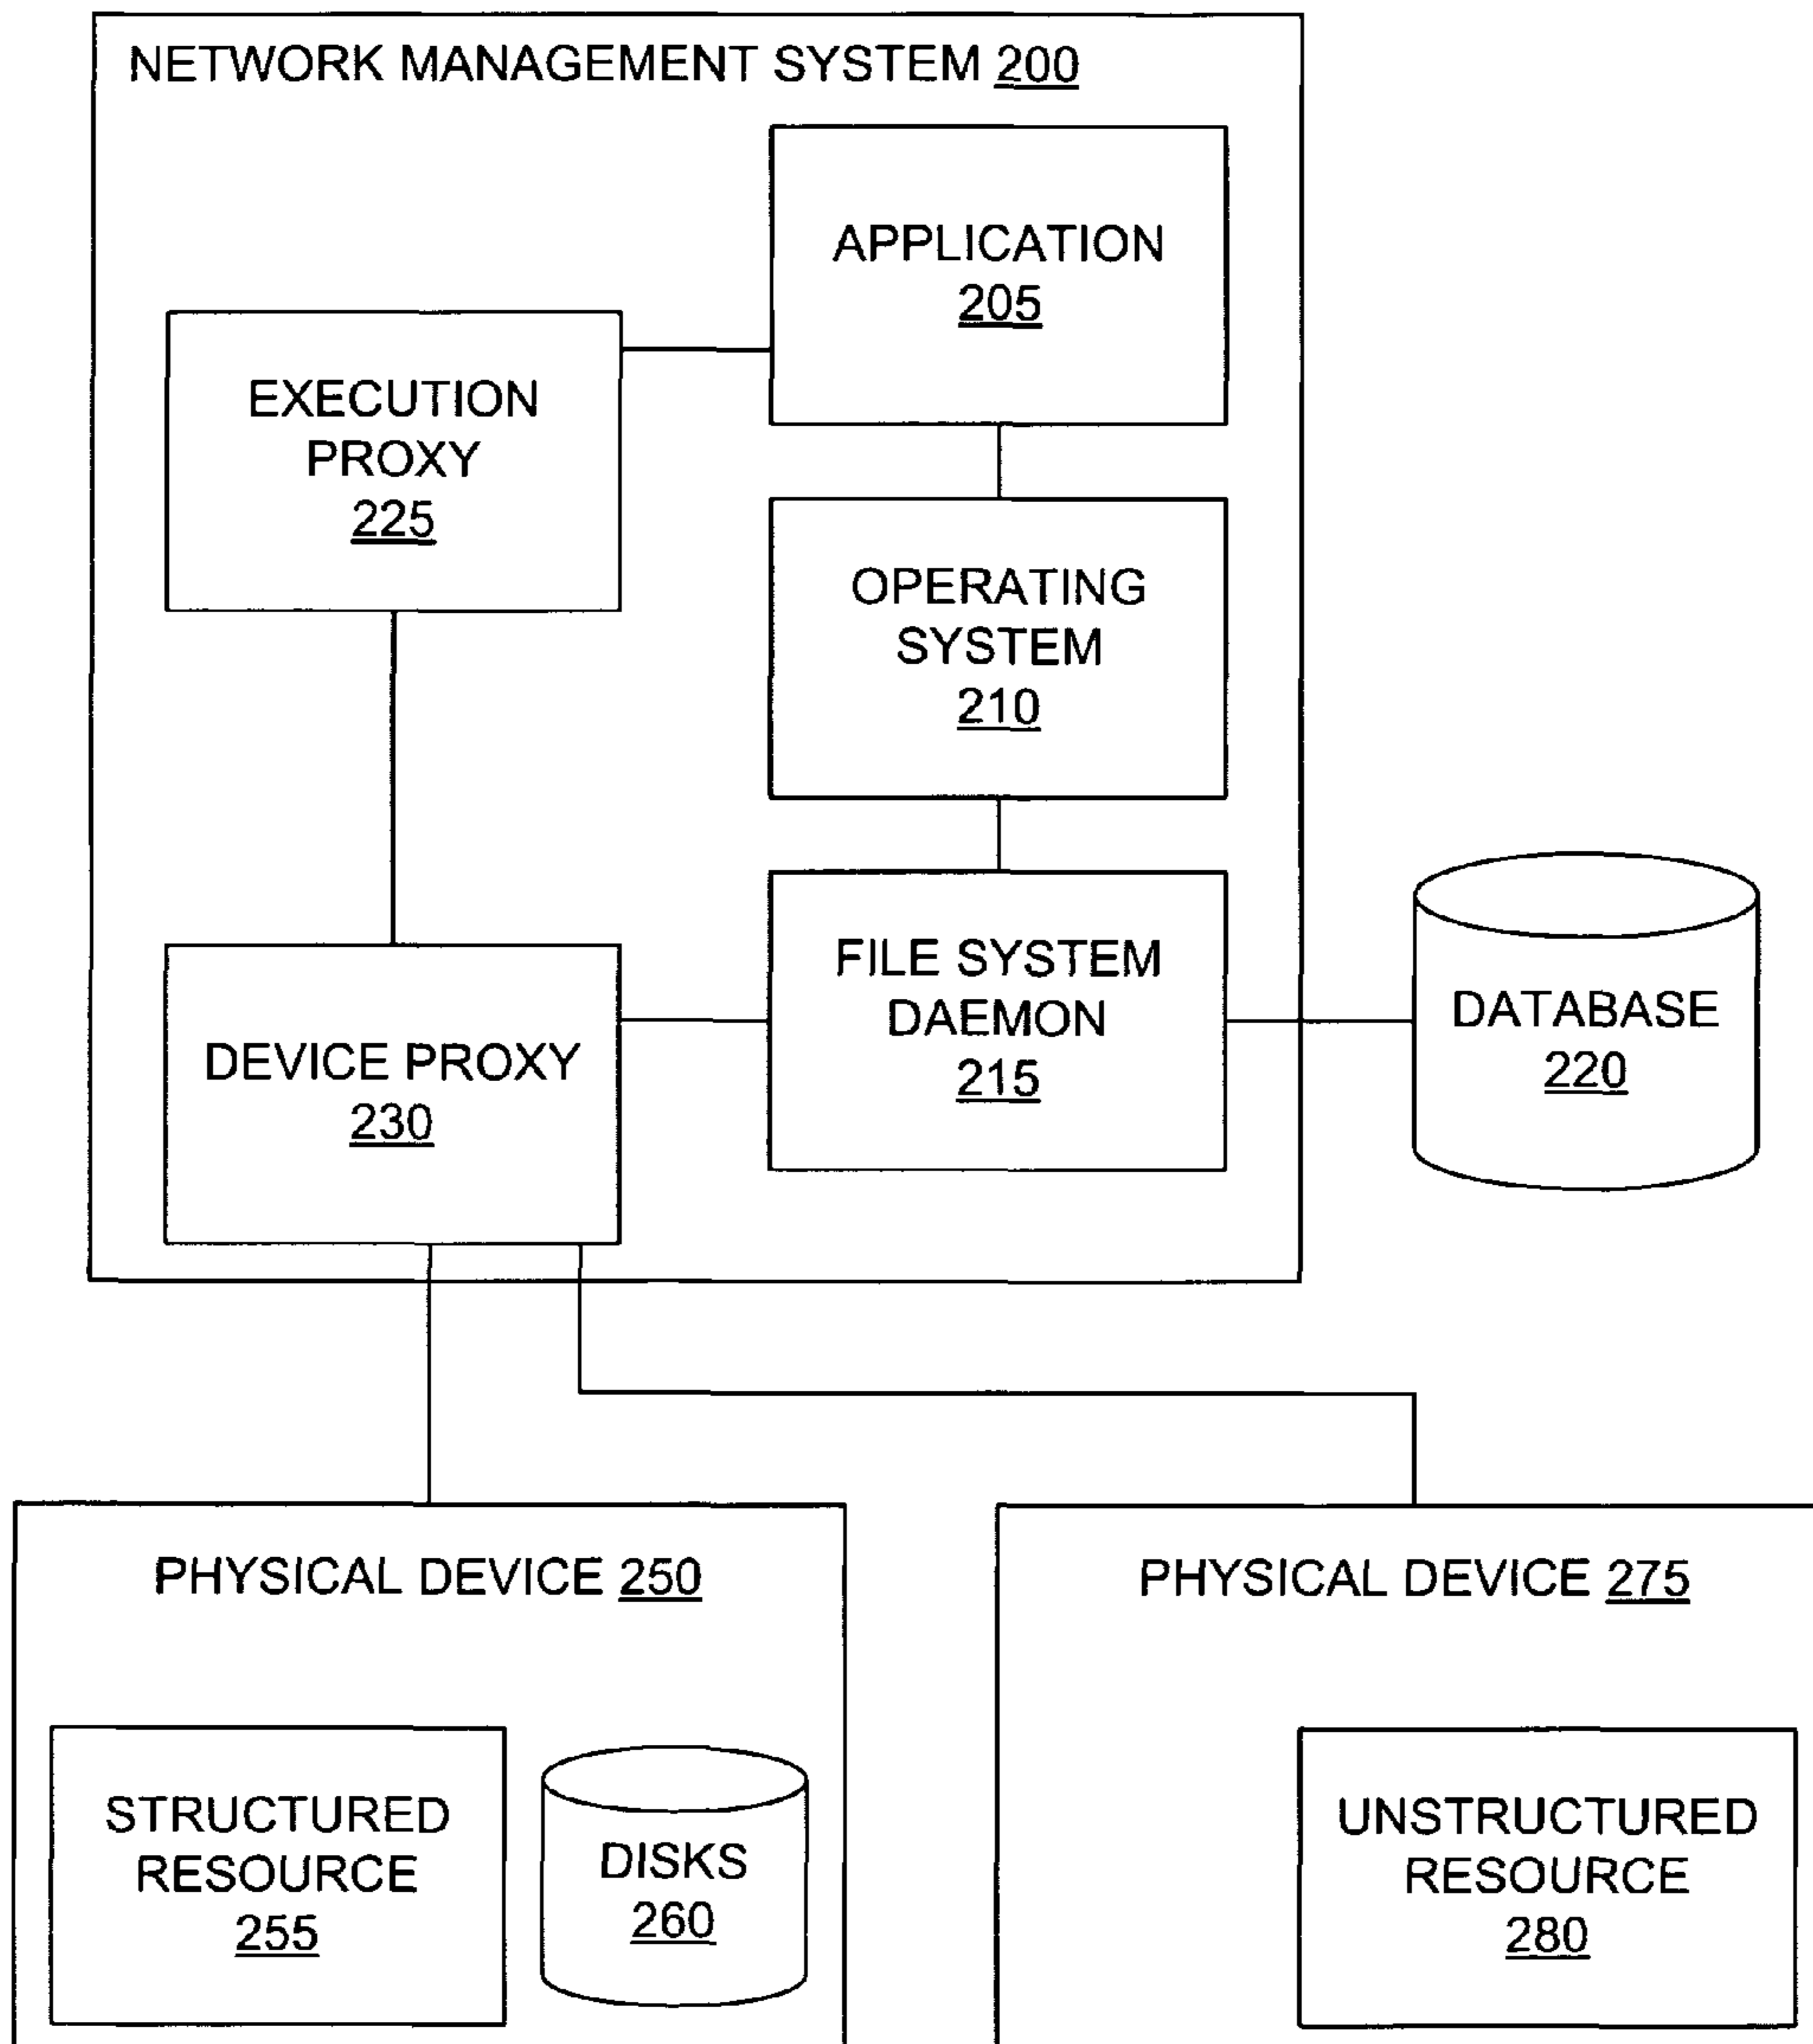 NETWORK MANAGEMENT SYSTEM 200
APPLICATION
205
EXECUTION
PROXY
225
OPERATING
SYSTEM
210
FILE SYSTEM
DAEMON
215
DATABASE
220
DEVICE PROXY
230
PHYSICAL DEVICE 250
PHYSICAL DEVICE 275
STRUCTURED
RESOURCE
255
DISKS
260
UNSTRUCTURED
RESOURCE
280